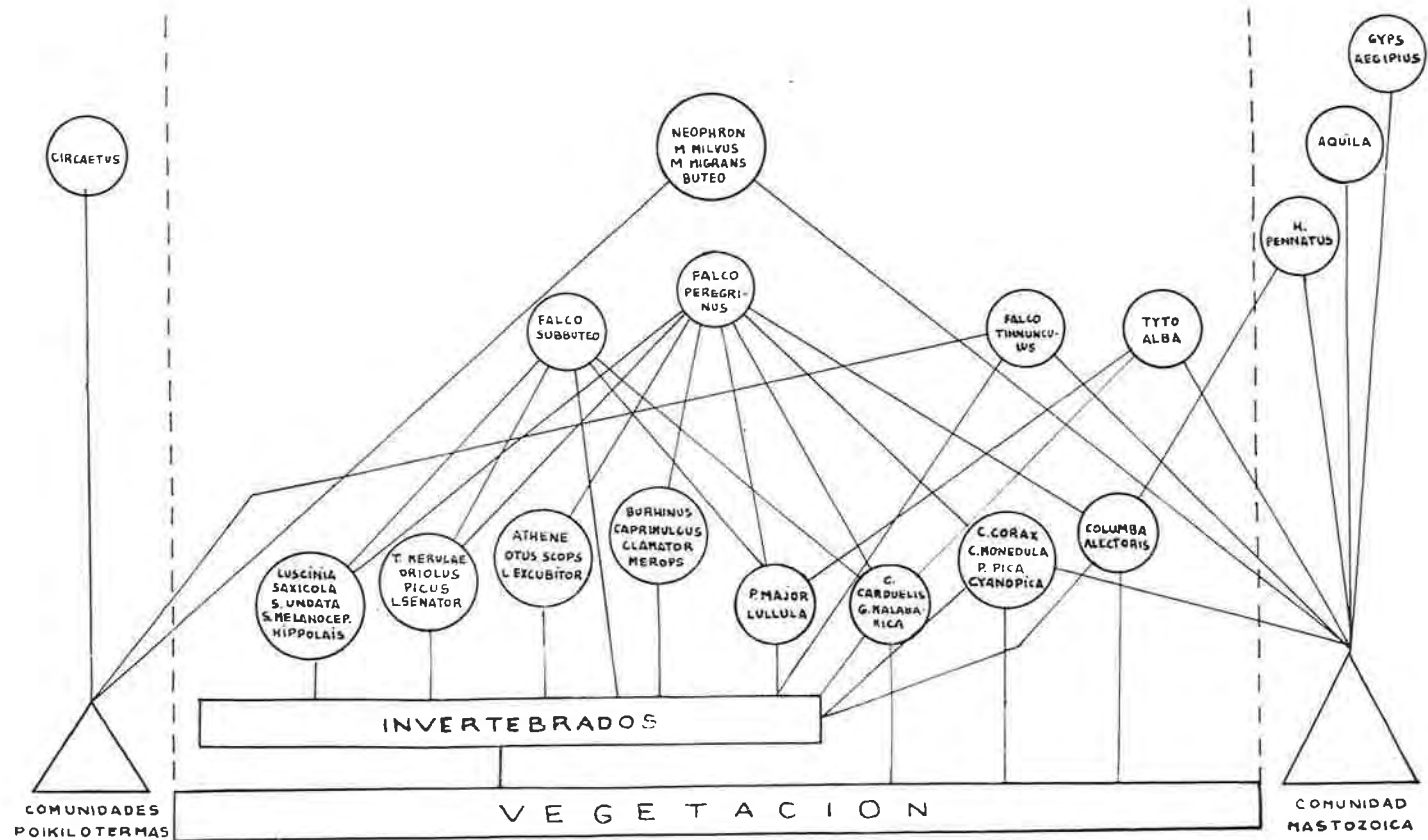 GYPS
AEGIPIUS
CIRCAETUS
NEOPHRON
M MILVUS
M MIGRANS
BUTEO
AQUILA
H.
PENNATUS
FALCO
PEREGRI-
NUS
FALCO
SUBBUTEO
FALCO
TINNUNCU-
LUS
TYTO
ALBA
LUSCINIA
SAXICOLA
S. UNDATA
S. MELANOCEP.
HIPPOLAIS
T. MERULAE
ORIOLUS
PICUS
L.SENATOR
ATHENE
OTUS SCOPS
L EXCUBITOR
BURHINUS
CAPRIMULGUS
CLAMATOR
MEROPS
P. MAJOR
LULLULA
C.
CARDUELIS
G. MALABA-
RICA
C. CORAX
C. MONEDULA
P. PICA
CYANOPICA
COLUMBA
ALECTORIS
INVERTEBRADOS
VEGETACION
COMUNIDADES
POIKILOTERMAS
COMUNIDAD
MASTOZOICA